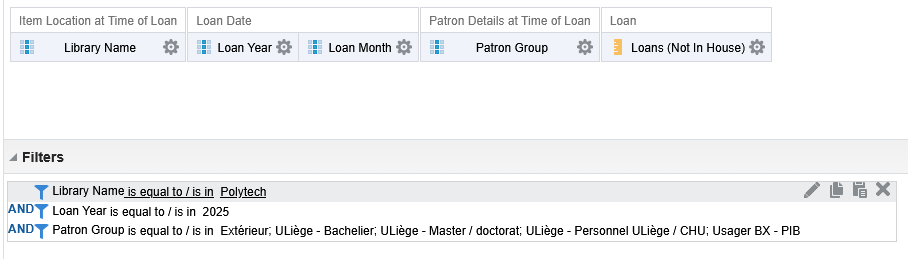 Item Location at Time of Loan Loan Date Patron Details at Time of Loan Loan
Library Name Loan Year Loan Month Patron Group Loans (Not In House)
Filters
Library Name is equal to / is in Polytech
AND Loan Year is equal to / is in 2025
AND Patron Group is equal to / is in Extérieur; ULiège - Bachelier; ULiège - Master / doctorat; ULiège - Personnel ULiège / CHU; Usager BX - PIB